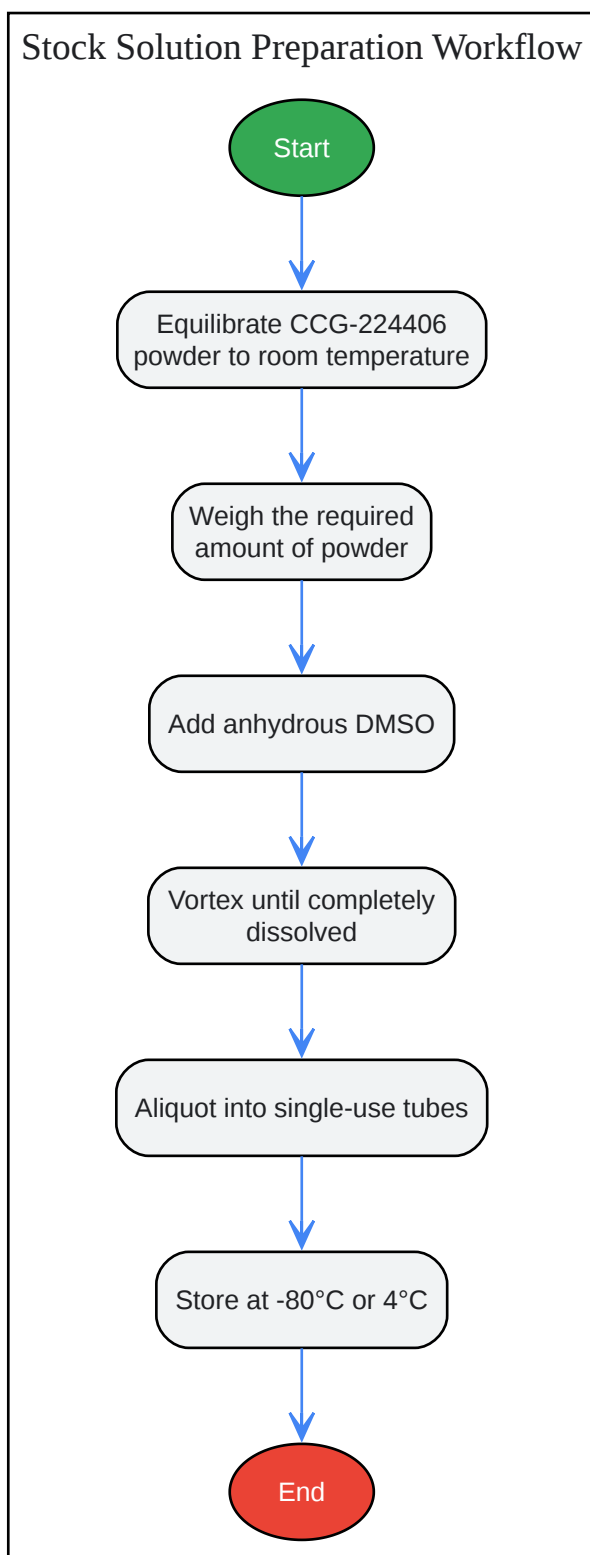 Stock Solution Preparation Workflow
Start
Equilibrate CCG-224406
powder to room temperature
Weigh the required
amount of powder
Add anhydrous DMSO
Vortex until completely
dissolved
Aliquot into single-use tubes
Store at -80°C or 4°C
End